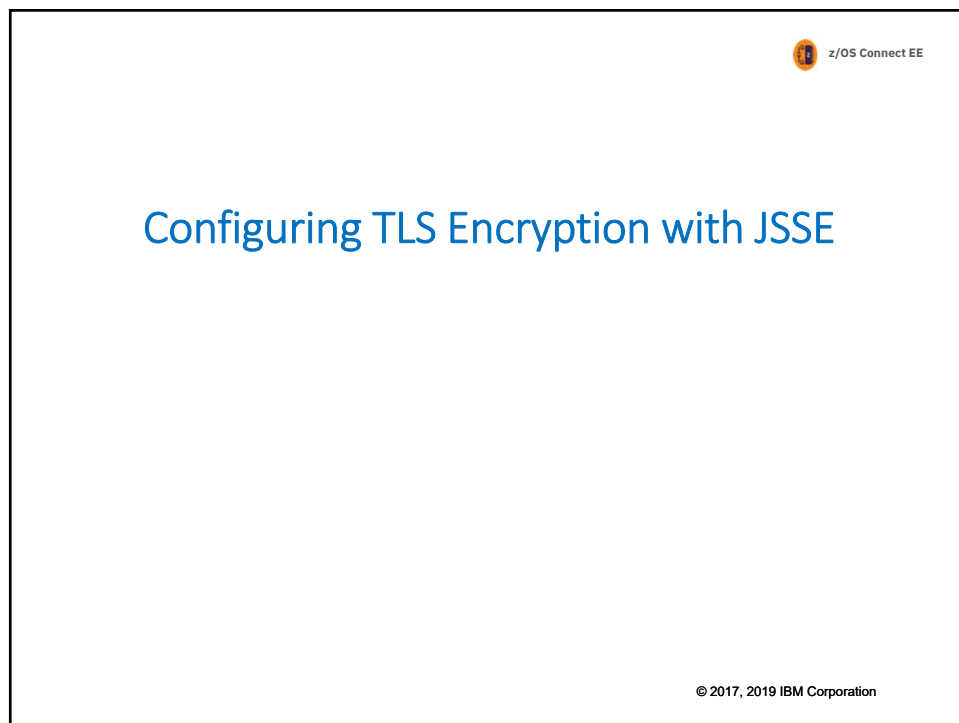 z/OS Connect EE
Configuring TLS Encryption with JSSE
© 2017, 2019 IBM Corporation